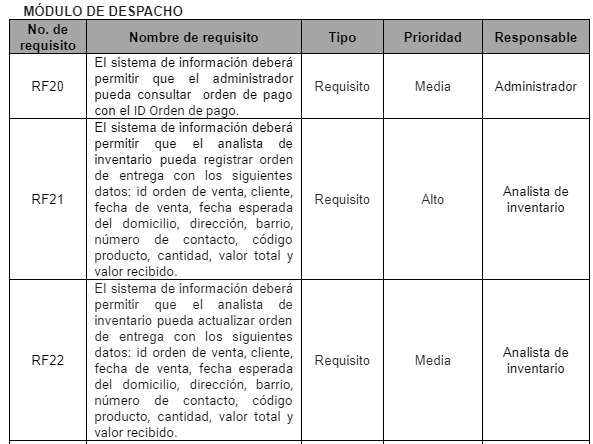 MÓDULO DE DESPACHO
No. de
requisito
Nombre de requisito
Tipo
Prioridad
Responsable
RF20
El sistema de información deberá
permitir que el administrador
pueda consultar orden de pago
con el ID Orden de pago.
Requisito
Media
Administrador
RF21
El sistema de información deberá
permitir que el analista de
inventario pueda registrar orden
de entrega con los siguientes
datos: id orden de venta, cliente,
fecha de venta, fecha esperada
del domicilio, dirección, barrio,
número de contacto, código
producto, cantidad, valor total y
valor recibido.
Requisito
Alto
Analista de
inventario
RF22
El sistema de información deberá
permitir que el analista de
inventario pueda actualizar orden
de entrega con los siguientes
datos: id orden de venta, cliente,
fecha de venta, fecha esperada
del domicilio, dirección, barrio,
número de contacto, código
producto, cantidad, valor total y
valor recibido.
Requisito
Media
Analista de
inventario